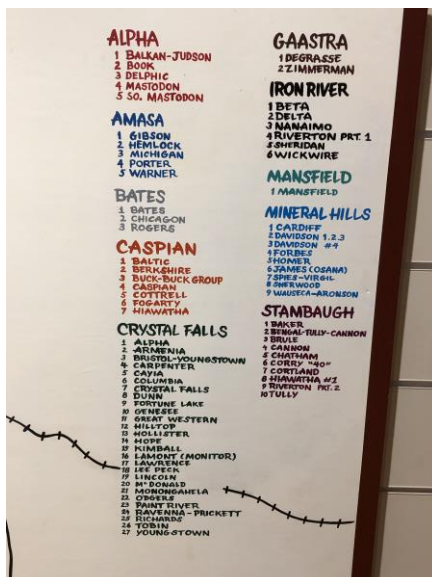 ALPHA
1 BALKAN-JUDSON
2 BOOK
3 DELPHIC
4 MASTODON
5 SO. MASTODON
AMASA
1 GIBSON
2 HEMLOCK
3 MICHIGAN
4 PORTER
5 WARNER
BATES
1 BATES
2 CHICAGON
3 ROGERS
CASPIAN
1 BALTIC
2 BERKSHIRE
3 BUCK-BUCK GROUP
4 CASPIAN
5 COTTRELL
6 FOGARTY
7 HIAWATHA
CRYSTAL FALLS
1 ALPHA
2 ARMENIA
3 BRISTOL-YOUNGSTOWN
4 CARPENTER
5 CAYIA
6 COLUMBIA
7 CRYSTAL FALLS
8 DUNN
9 FORTUNE LAKE
10 GENESEE
11 GREAT WESTERN
12 HILLTOP
13 HOLLISTER
14 HOPE
15 KIMBALL
16 LAMONT (MONITOR)
17 LAWRENCE
18 LEE PECK
19 LINCOLN
20 McDONALD
21 MONONGAHELA
22 ODGERS
23 PAINT RIVER
24 RAVENNA-PRICKETT
25 RICHARDS
26 TOBIN
27 YOUNGSTOWN
GAASTRA
1 DEGRASSE
2 ZIMMERMAN
IRON RIVER
1 BETA
2 DELTA
3 NANAIMO
4 RIVERTON PRT. 1
5 SHERIDAN
6 WICKWIRE
MANSFIELD
1 MANSFIELD
MINERAL HILLS
1 CARDIFF
2 DAVIDSON 1.2.3
3 DAVIDSON #4
4 FORBES
5 HOMER
6 JAMES (OSANA)
7 SPIES-VIRGIL
8 SHERWOOD
9 WAUSECA-ARONSON
STAMBAUGH
1 BAKER
2 BENGAL-TULLY-CANNON
3 BRULE
4 CANNON
5 CHATHAM
6 CORRY "40"
7 CORTLAND
8 HIAWATHA #1
9 RIVERTON PRT. 2
10 TULLY